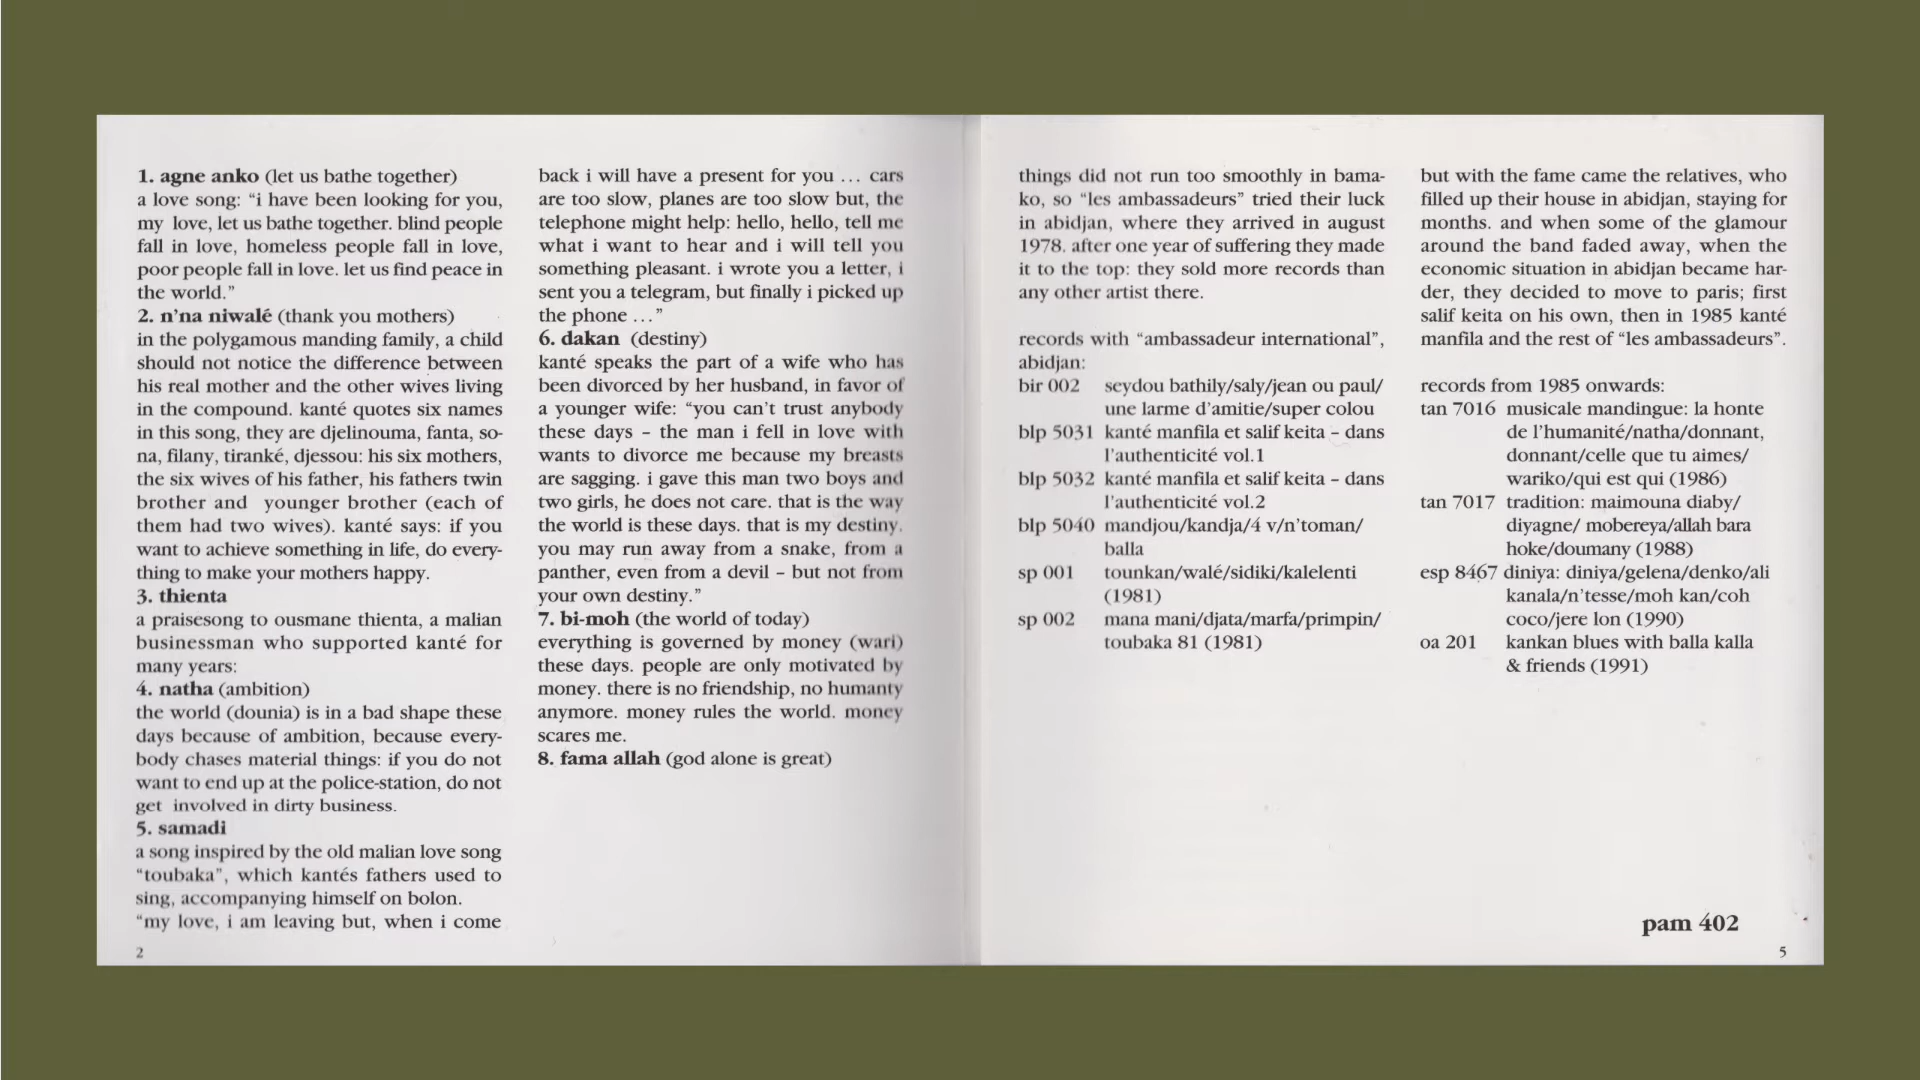 1. agne anko (let us bathe together)
a love song: “i have been looking for you,
my love, let us bathe together. blind people
fall in love, homeless people fall in love,
poor people fall in love. let us find peace in
the world.”
2. n’na niwalé (thank you mothers)
in the polygamous manding family, a child
should not notice the difference between
his real mother and the other wives living
in the compound. kanté quotes six names
in this song, they are djelinouma, fanta, so-
na, filany, tiranké, djessou: his six mothers,
the six wives of his father, his fathers twin
brother and younger brother (each of
them had two wives). kanté says: if you
want to achieve something in life, do every-
thing to make your mothers happy.
3. thienta
a praisesong to ousmane thienta, a malian
businessman who supported kanté for
many years:
4. natha (ambition)
the world (dounia) is in a bad shape these
days because of ambition, because every-
body chases material things: if you do not
want to end up at the police-station, do not
get involved in dirty business.
5. samadi
a song inspired by the old malian love song
“toubaka”, which kantés fathers used to
sing, accompanying himself on bolon.
“my love, i am leaving but, when i come
2
back i will have a present for you ... cars
are too slow, planes are too slow but, the
telephone might help: hello, hello, tell me
what i want to hear and i will tell you
something pleasant. i wrote you a letter, i
sent you a telegram, but finally i picked up
the phone ...”
6. dakan (destiny)
kanté speaks the part of a wife who has
been divorced by her husband, in favor of
a younger wife: “you can’t trust anybody
these days – the man i fell in love with
wants to divorce me because my breasts
are sagging. i gave this man two boys and
two girls, he does not care. that is the way
the world is these days. that is my destiny.
you may run away from a snake, from a
panther, even from a devil – but not from
your own destiny.”
7. bi-moh (the world of today)
everything is governed by money (wari)
these days. people are only motivated by
money. there is no friendship, no humanty
anymore. money rules the world. money
scares me.
8. fama allah (god alone is great)
things did not run too smoothly in bama-
ko, so “les ambassadeurs” tried their luck
in abidjan, where they arrived in august
1978. after one year of suffering they made
it to the top: they sold more records than
any other artist there.
records with “ambassadeur international”,
abidjan:
bir 002 seydou bathily/saly/jean ou paul/
une larme d’amitie/super colou
blp 5031 kanté manfila et salif keita – dans
l’authenticité vol.1
blp 5032 kanté manfila et salif keita – dans
l’authenticité vol.2
blp 5040 mandjou/kandja/4 v/n’toman/
balla
sp 001 tounkan/walé/sidiki/kalelenti
(1981)
sp 002 mana mani/djata/marfa/primpin/
toubaka 81 (1981)
but with the fame came the relatives, who
filled up their house in abidjan, staying for
months. and when some of the glamour
around the band faded away, when the
economic situation in abidjan became har-
der, they decided to move to paris; first
salif keita on his own, then in 1985 kanté
manfila and the rest of “les ambassadeurs”.
records from 1985 onwards:
tan 7016 musicale mandingue: la honte
de l’humanité/natha/donnant,
donnant/celle que tu aimes/
wariko/qui est qui (1986)
tan 7017 tradition: maimouna diaby/
diyagne/ mobereya/allah bara
hoke/doumany (1988)
esp 8467 diniya: diniya/gelena/denko/ali
kanala/n’tesse/moh kan/coh
coco/jere lon (1990)
oa 201 kankan blues with balla kalla
& friends (1991)
pam 402
5